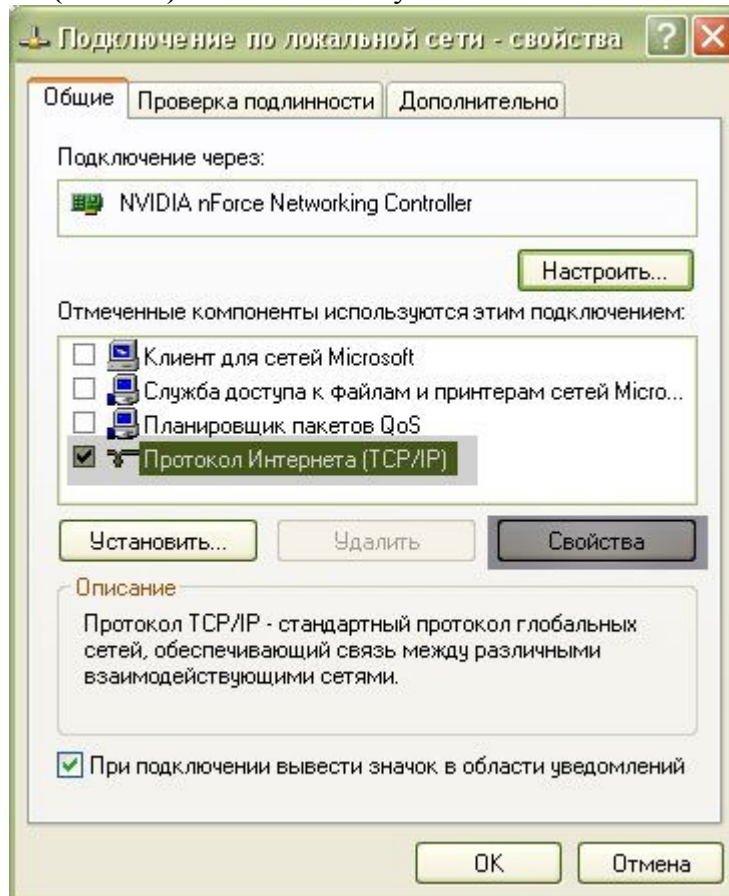 Подключение по локальной сети - свойства
Общие
Проверка подлинности
Дополнительно
Подключение через:
NVIDIA nForce Networking Controller
Настроить...
Отмеченные компоненты используются этим подключением:
Клиент для сетей Microsoft
Служба доступа к файлам и принтерам сетей Micro...
Планировщик пакетов QoS
Протокол Интернета (TCP/IP)
Установить...
Удалить
Свойства
Описание
Протокол TCP/IP - стандартный протокол глобальных
сетей, обеспечивающий связь между различными
взаимодействующими сетями.
При подключении вывести значок в области уведомлений
OK
Отмена